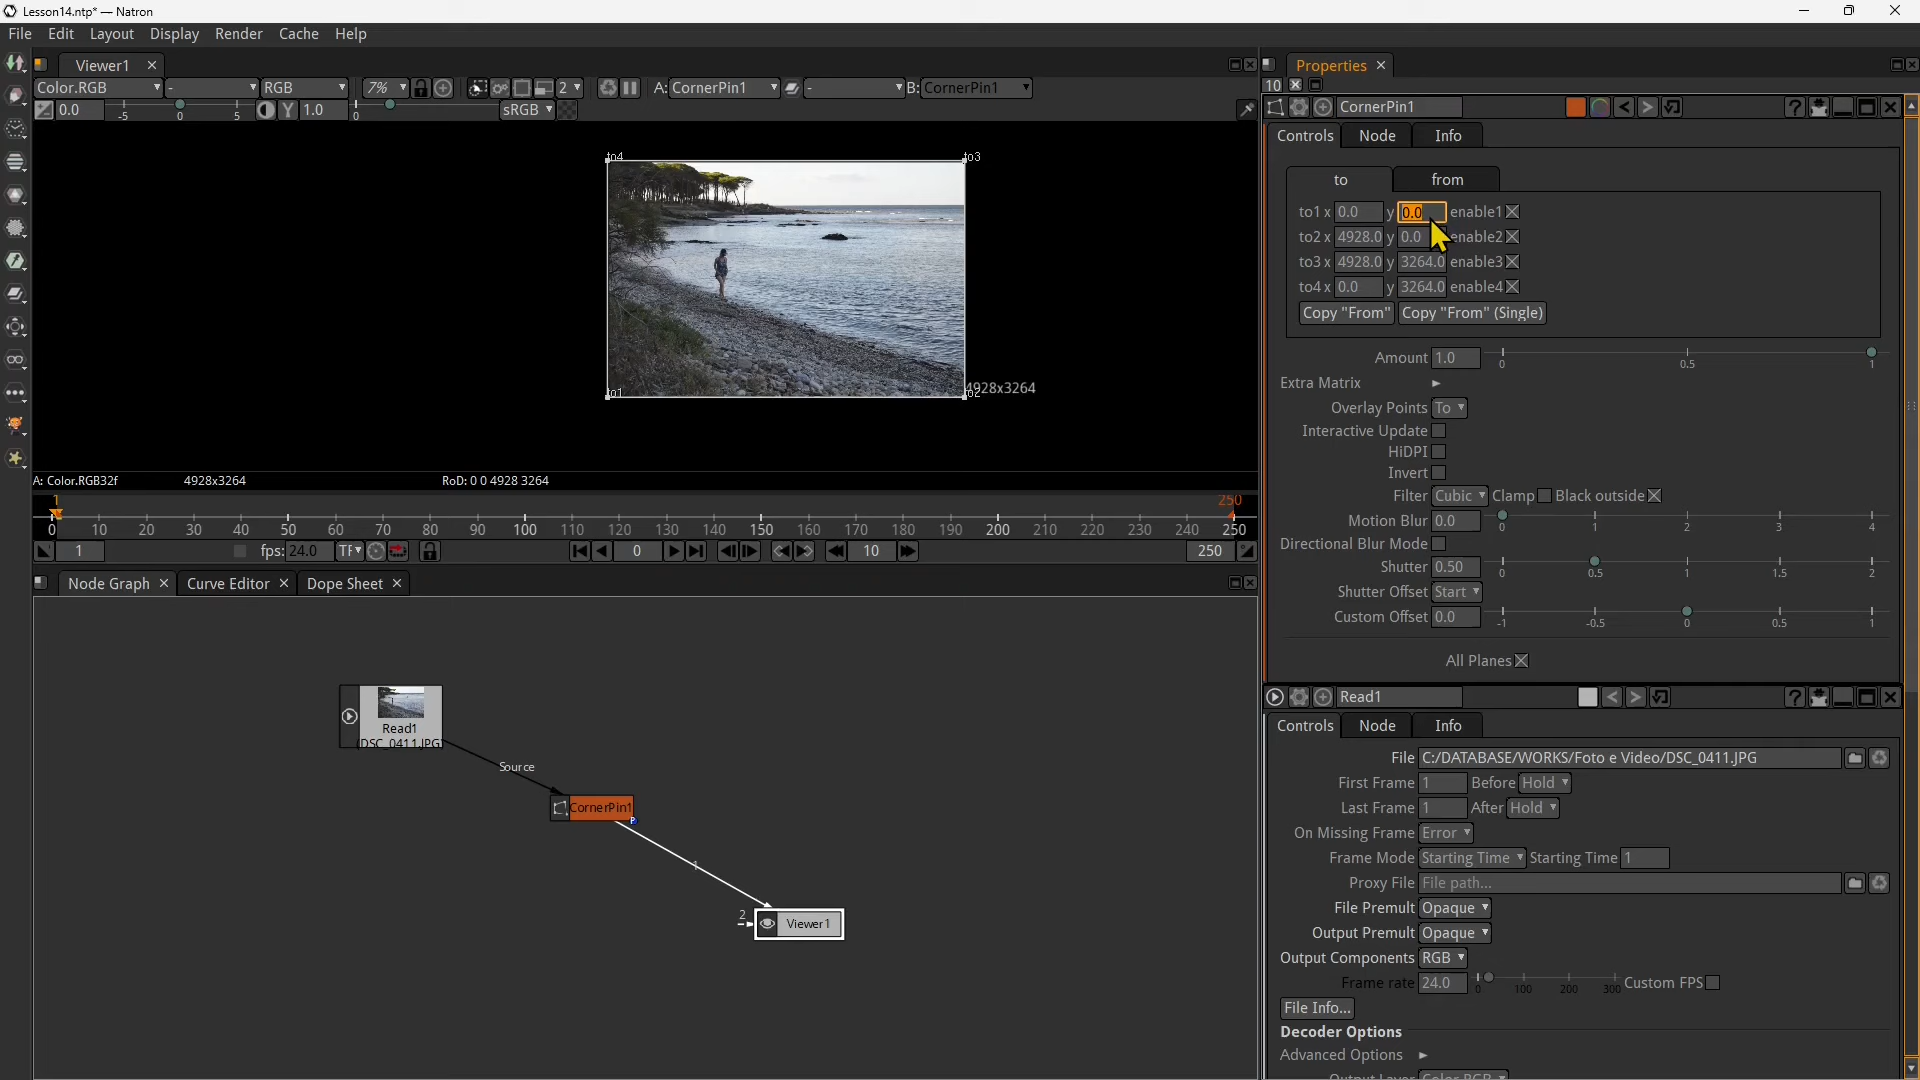 Lesson14.ntp* — Natron
File Edit Layout Display Render Cache Help
Viewer1
Color.RGB - RGB 7% 2 A: CornerPin1 - B: CornerPin1
0.0 -5 0 5 Y 1.0 0 sRGB
to4 to3
to1 to2
4928x3264
A: Color.RGB32f 4928x3264 RoD: 0 0 4928 3264
1 250
0 10 20 30 40 50 60 70 80 90 100 110 120 130 140 150 160 170 180 190 200 210 220 230 240 250
1 fps: 24.0 TF 0 10 250
Node Graph Curve Editor Dope Sheet
Read1
(DSC_0411.JPG)
Source
CornerPin1
P
1
2
Viewer1
Properties
10
CornerPin1 ?
Controls Node Info
to from
to1 x 0.0 y 0.0 enable1
to2 x 4928.0 y 0.0 enable2
to3 x 4928.0 y 3264.0 enable3
to4 x 0.0 y 3264.0 enable4
Copy "From" Copy "From" (Single)
Amount 1.0 0 0.5 1
Extra Matrix
Overlay Points To
Interactive Update
HiDPI
Invert
Filter Cubic Clamp Black outside
Motion Blur 0.0 0 1 2 3 4
Directional Blur Mode
Shutter 0.50 0 0.5 1 1.5 2
Shutter Offset Start
Custom Offset 0.0 -1 -0.5 0 0.5 1
All Planes
Read1 ?
Controls Node Info
File C:/DATABASE/WORKS/Foto e Video/DSC_0411.JPG
First Frame 1 Before Hold
Last Frame 1 After Hold
On Missing Frame Error
Frame Mode Starting Time Starting Time 1
Proxy File File path...
File Premult Opaque
Output Premult Opaque
Output Components RGB
Frame rate 24.0 0 100 200 300 Custom FPS
File Info...
Decoder Options
Advanced Options
Output Layer Color.RGB